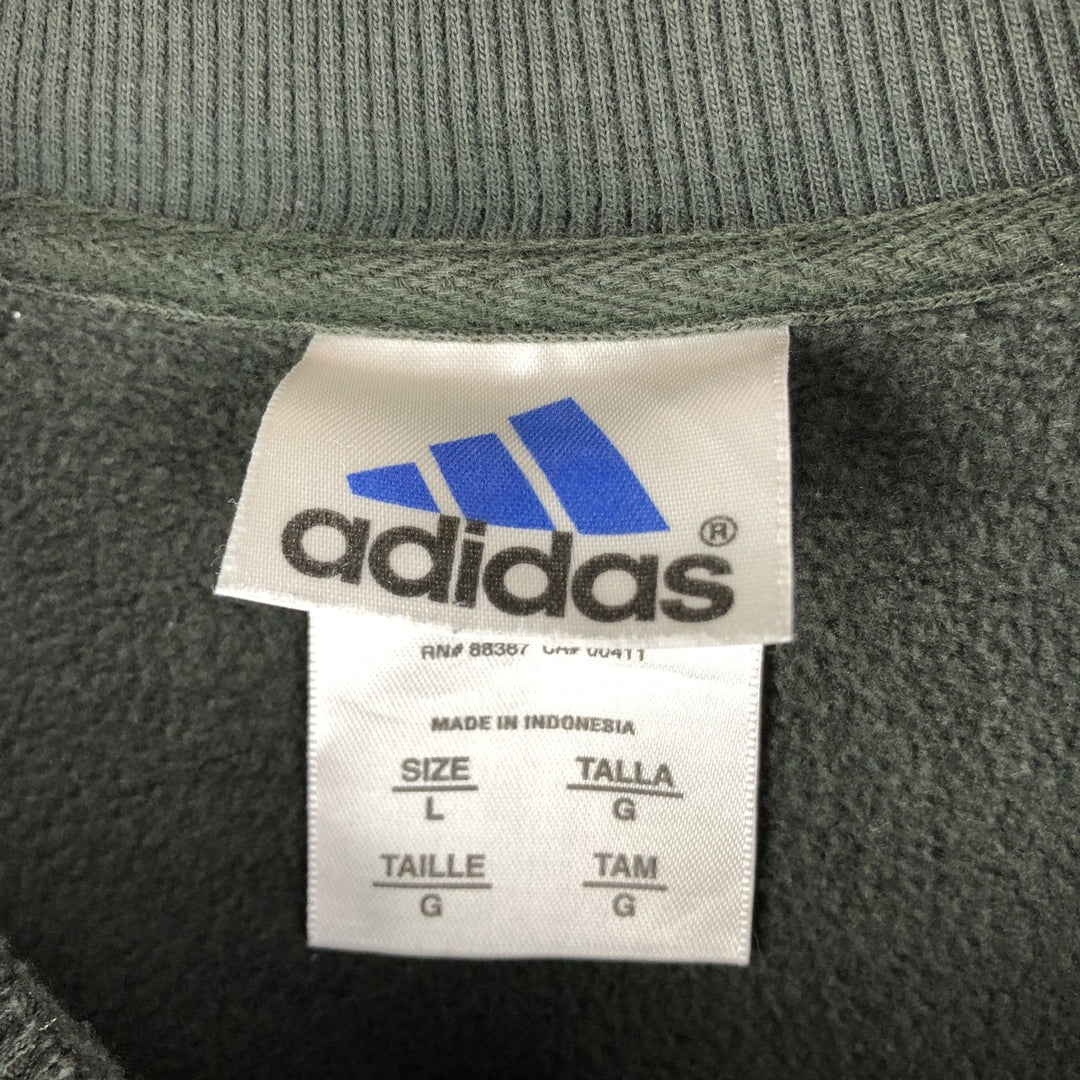 adidas®
RN# 88387 CA# 00411
MADE IN INDONESIA
SIZE TALLA
L G
TAILLE TAM
G G